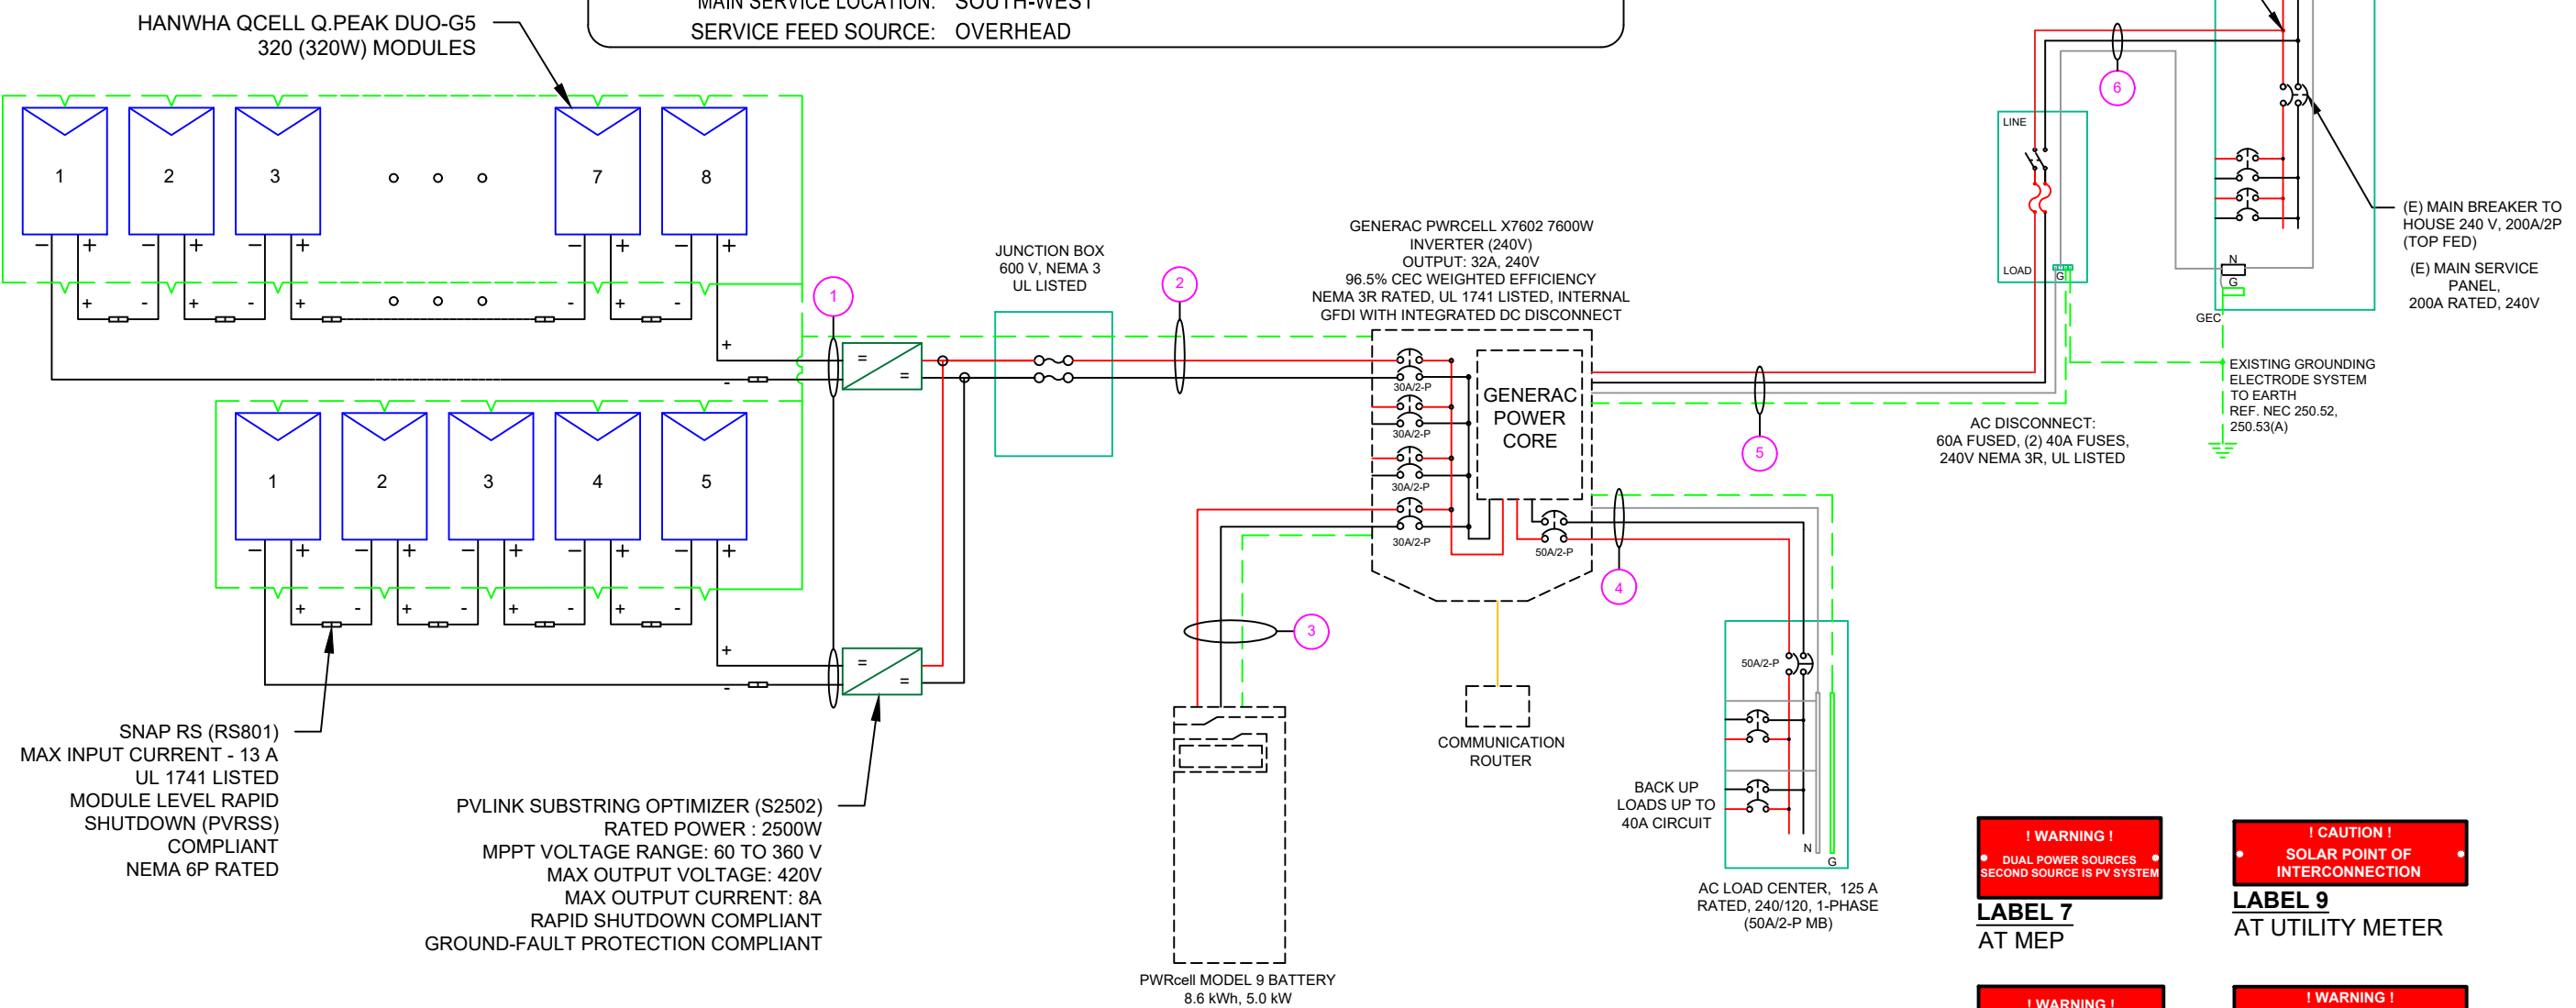 MAIN SERVICE LOCATION: SOUTH-WEST
SERVICE FEED SOURCE: OVERHEAD
HANWHA QCELL Q.PEAK DUO-G5
320 (320W) MODULES
1
2
3
7
8
− + − + − + − + − +
+ - + - + - + -
+
-
1
2
3
4
5
− + − + − + − + − +
+ - + - + - + -
+
-
SNAP RS (RS801)
MAX INPUT CURRENT - 13 A
UL 1741 LISTED
MODULE LEVEL RAPID
SHUTDOWN (PVRSS)
COMPLIANT
NEMA 6P RATED
PVLINK SUBSTRING OPTIMIZER (S2502)
RATED POWER : 2500W
MPPT VOLTAGE RANGE: 60 TO 360 V
MAX OUTPUT VOLTAGE: 420V
MAX OUTPUT CURRENT: 8A
RAPID SHUTDOWN COMPLIANT
GROUND-FAULT PROTECTION COMPLIANT
1
=
=
=
=
JUNCTION BOX
600 V, NEMA 3
UL LISTED
2
GENERAC PWRCELL X7602 7600W
INVERTER (240V)
OUTPUT: 32A, 240V
96.5% CEC WEIGHTED EFFICIENCY
NEMA 3R RATED, UL 1741 LISTED, INTERNAL
GFDI WITH INTEGRATED DC DISCONNECT
30A/2-P
30A/2-P
30A/2-P
30A/2-P
GENERAC
POWER
CORE
50A/2-P
3
PWRcell MODEL 9 BATTERY
8.6 kWh, 5.0 kW
COMMUNICATION
ROUTER
4
5
50A/2-P
BACK UP
LOADS UP TO
40A CIRCUIT
N
G
AC LOAD CENTER, 125 A
RATED, 240/120, 1-PHASE
(50A/2-P MB)
LINE
LOAD
G
AC DISCONNECT:
60A FUSED, (2) 40A FUSES,
240V NEMA 3R, UL LISTED
6
(E) MAIN BREAKER TO
HOUSE 240 V, 200A/2P
(TOP FED)
(E) MAIN SERVICE
PANEL,
200A RATED, 240V
N
G
GEC
EXISTING GROUNDING
ELECTRODE SYSTEM
TO EARTH
REF. NEC 250.52,
250.53(A)
! WARNING !
DUAL POWER SOURCES
SECOND SOURCE IS PV SYSTEM
LABEL 7
AT MEP
! CAUTION !
SOLAR POINT OF
INTERCONNECTION
LABEL 9
AT UTILITY METER
! WARNING !
! WARNING !